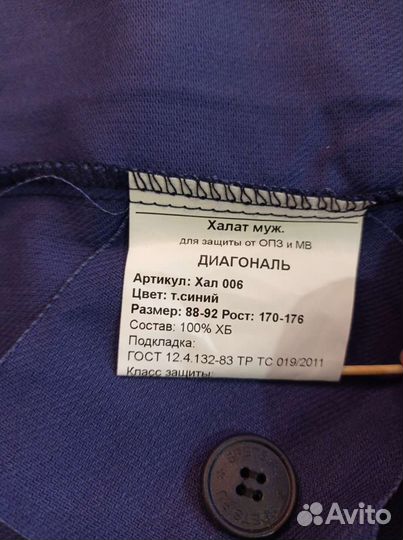 Халат муж.
для защиты от ОПЗ и МВ
ДИАГОНАЛЬ
Артикул: Хал 006
Цвет: т.синий
Размер: 88-92 Рост: 170-176
Состав: 100% ХБ
Подкладка:
ГОСТ 12.4.132-83 ТР ТС 019/2011
Класс защиты:
Avito